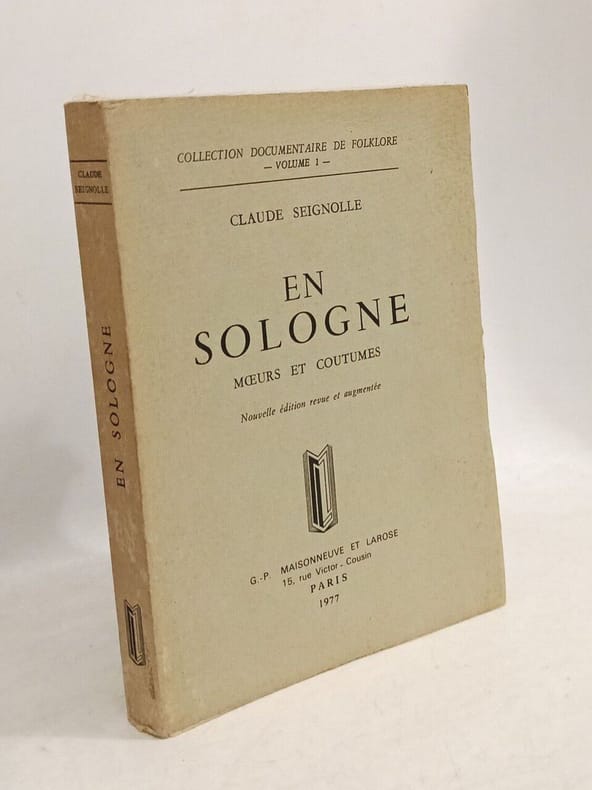 COLLECTION DOCUMENTAIRE DE FOLKLORE
— VOLUME 1 —
CLAUDE SEIGNOLLE
EN
SOLOGNE
MŒURS ET COUTUMES
Nouvelle édition revue et augmentée
G.-P. MAISONNEUVE ET LAROSE
15, rue Victor - Cousin
PARIS
1977
CLAUDE
SEIGNOLLE
EN SOLOGNE